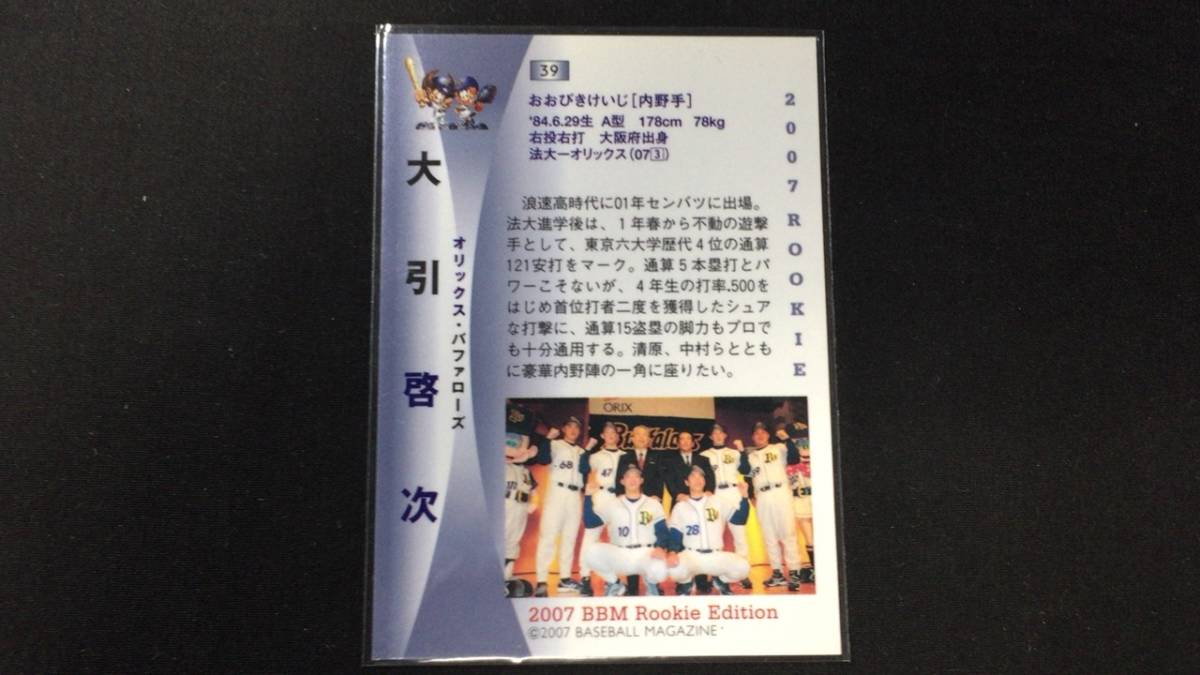 39
おおびきけいじ[内野手]
'84.6.29生 A型 178cm 78kg
右投右打 大阪府出身
法大ーオリックス(07③)
2007 ROOKIE
大引啓次
オリックス・バファローズ
浪速高時代に01年センバツに出場。
法大進学後は、1年春から不動の遊撃
手として、東京六大学歴代4位の通算
121安打をマーク。通算5本塁打とパ
ワーこそないが、4年生の打率.500を
はじめ首位打者二度を獲得したシュア
な打撃に、通算15盗塁の脚力もプロで
も十分通用する。清原、中村らととも
に豪華内野陣の一角に座りたい。
ORIX
Buffaloes
68
47
10
28
2007 BBM Rookie Edition
©2007 BASEBALL MAGAZINE